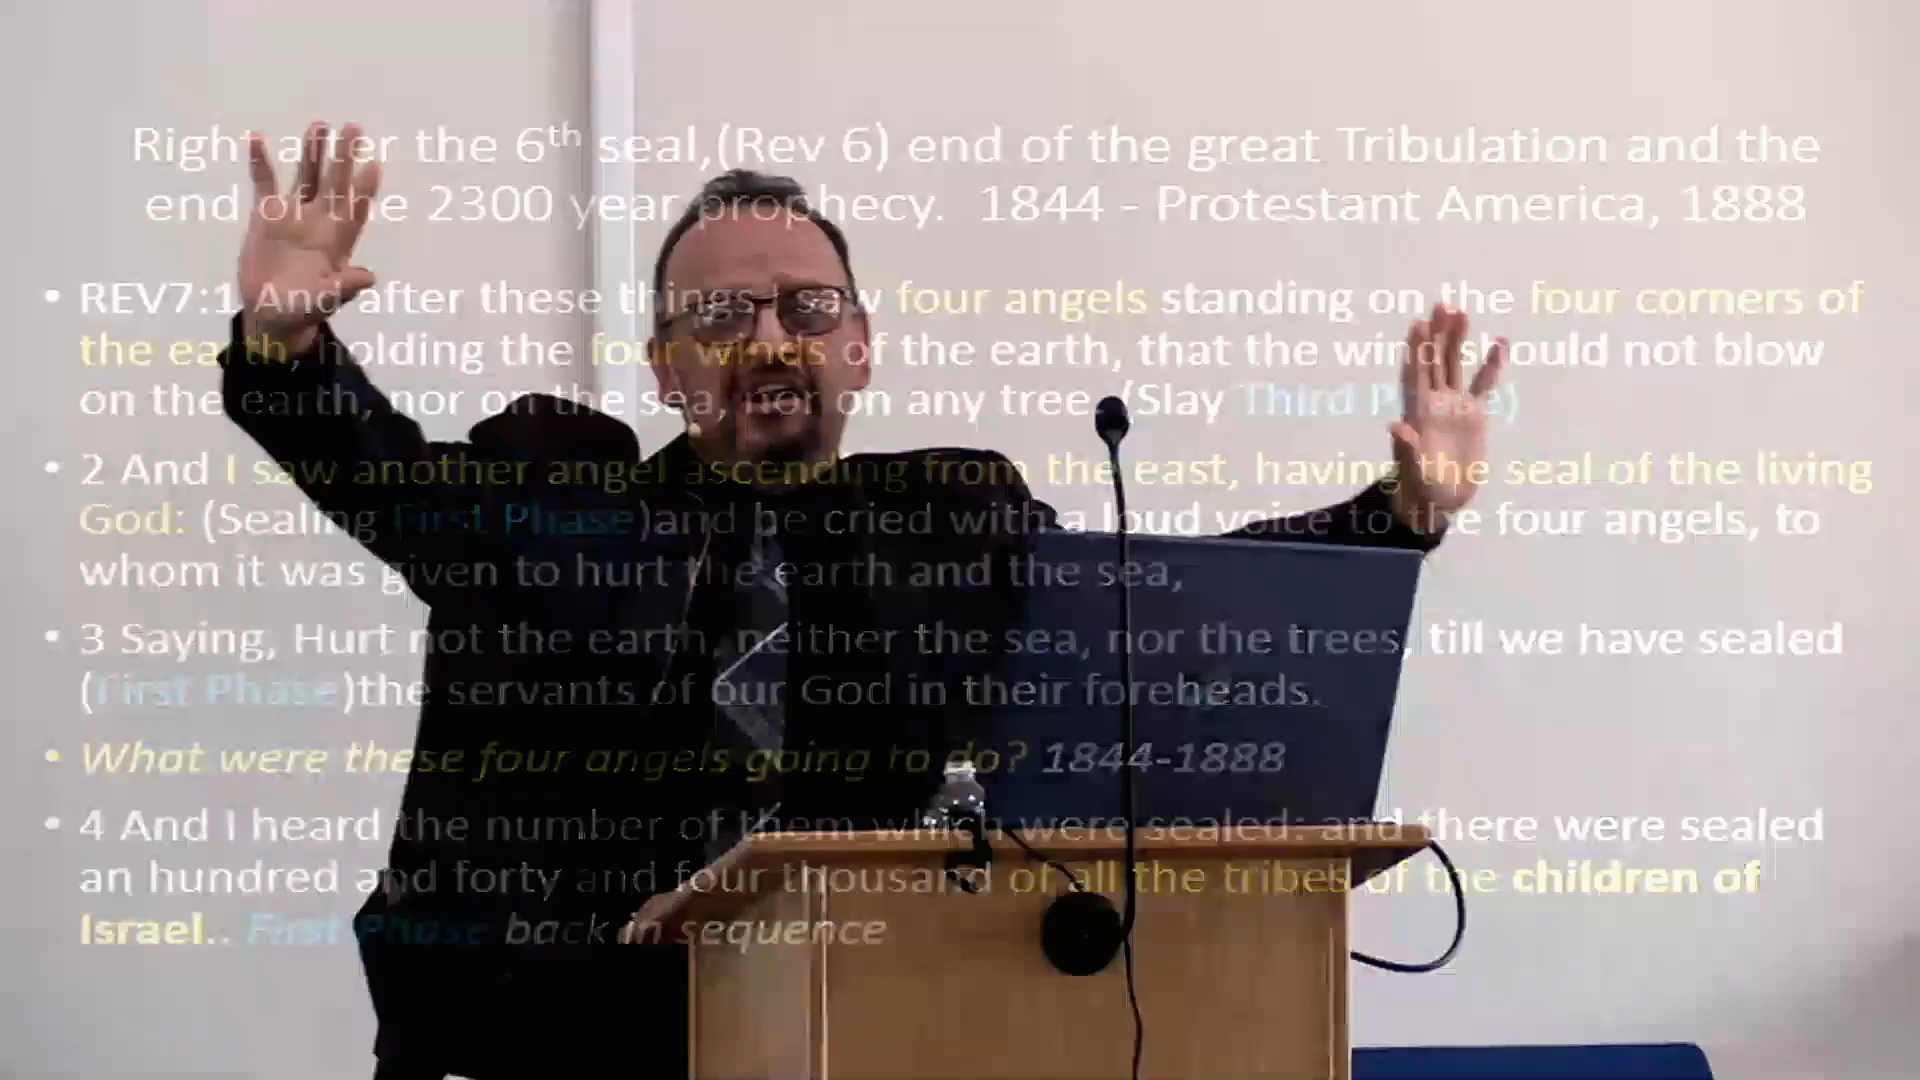 Right after the 6th seal,(Rev 6) end of the great Tribulation and the
end of the 2300 year prophecy. 1844 - Protestant America, 1888
• REV7:1 And after these things I saw four angels standing on the four corners of
the earth, holding the four winds of the earth, that the wind should not blow
on the earth, nor on the sea, nor on any tree. (Slay Third Phase)
• 2 And I saw another angel ascending from the east, having the seal of the living
God: (Sealing First Phase)and he cried with a loud voice to the four angels, to
whom it was given to hurt the earth and the sea,
• 3 Saying, Hurt not the earth, neither the sea, nor the trees, till we have sealed
(First Phase)the servants of our God in their foreheads.
• What were these four angels going to do? 1844-1888
• 4 And I heard the number of them which were sealed: and there were sealed
an hundred and forty and four thousand of all the tribes of the children of
Israel.. First Phase back in sequence